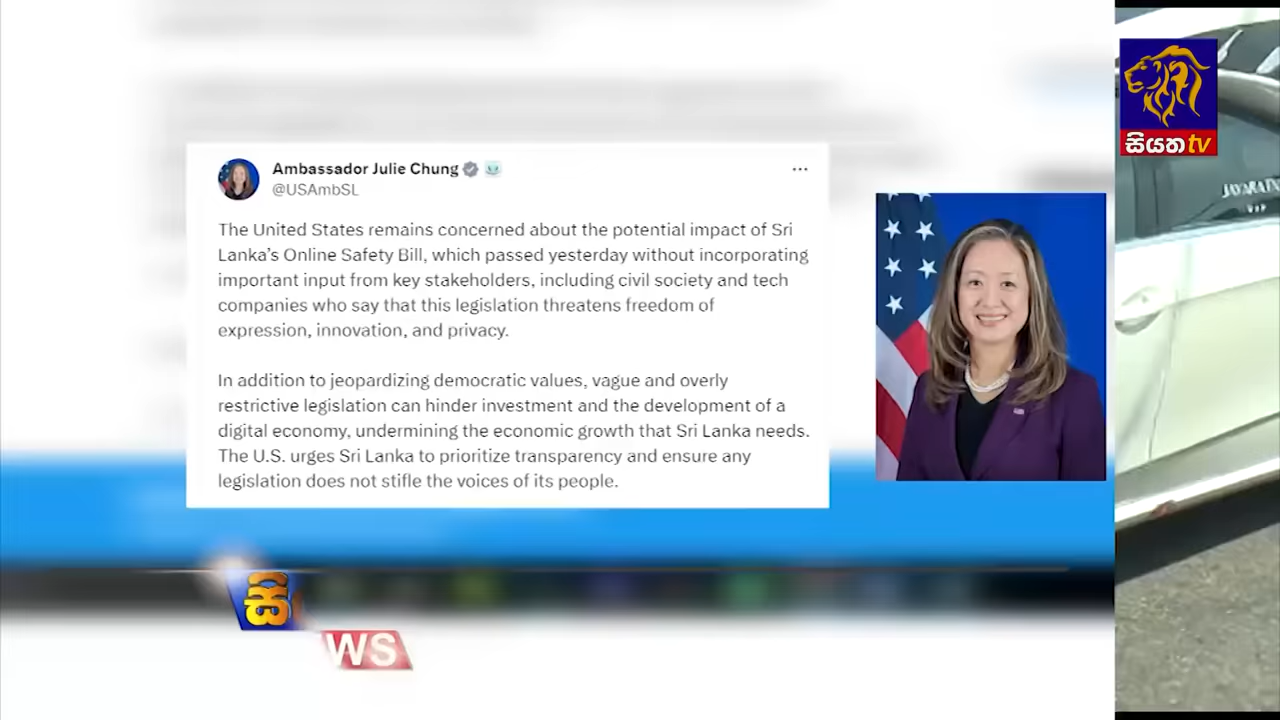 සියත tv
JAYARATN
VIP
Ambassador Julie Chung
@USAmbSL
The United States remains concerned about the potential impact of Sri
Lanka's Online Safety Bill, which passed yesterday without incorporating
important input from key stakeholders, including civil society and tech
companies who say that this legislation threatens freedom of
expression, innovation, and privacy.
In addition to jeopardizing democratic values, vague and overly
restrictive legislation can hinder investment and the development of a
digital economy, undermining the economic growth that Sri Lanka needs.
The U.S. urges Sri Lanka to prioritize transparency and ensure any
legislation does not stifle the voices of its people.
සි
WS